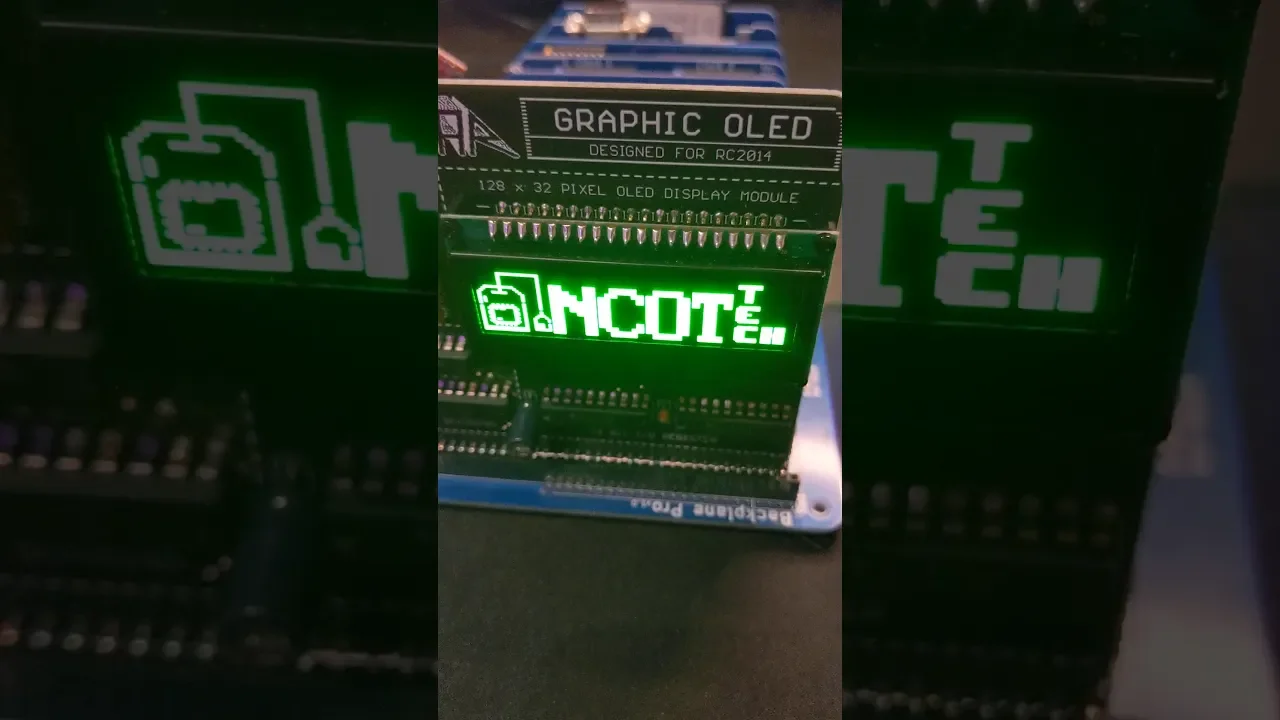 GRAPHIC OLED
DESIGNED FOR RC2014
128 x 32 PIXEL OLED DISPLAY MODULE
NCOT TECH
Backplane Pro